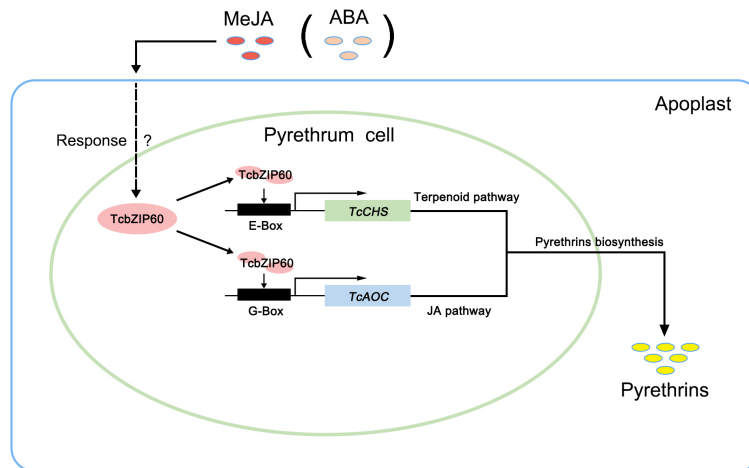 MeJA
( ABA )
Apoplast
Response ?
Pyrethrum cell
TcbZIP60
TcbZIP60
E-Box
TcCHS
Terpenoid pathway
Pyrethrins biosynthesis
TcbZIP60
G-Box
TcAOC
JA pathway
Pyrethrins